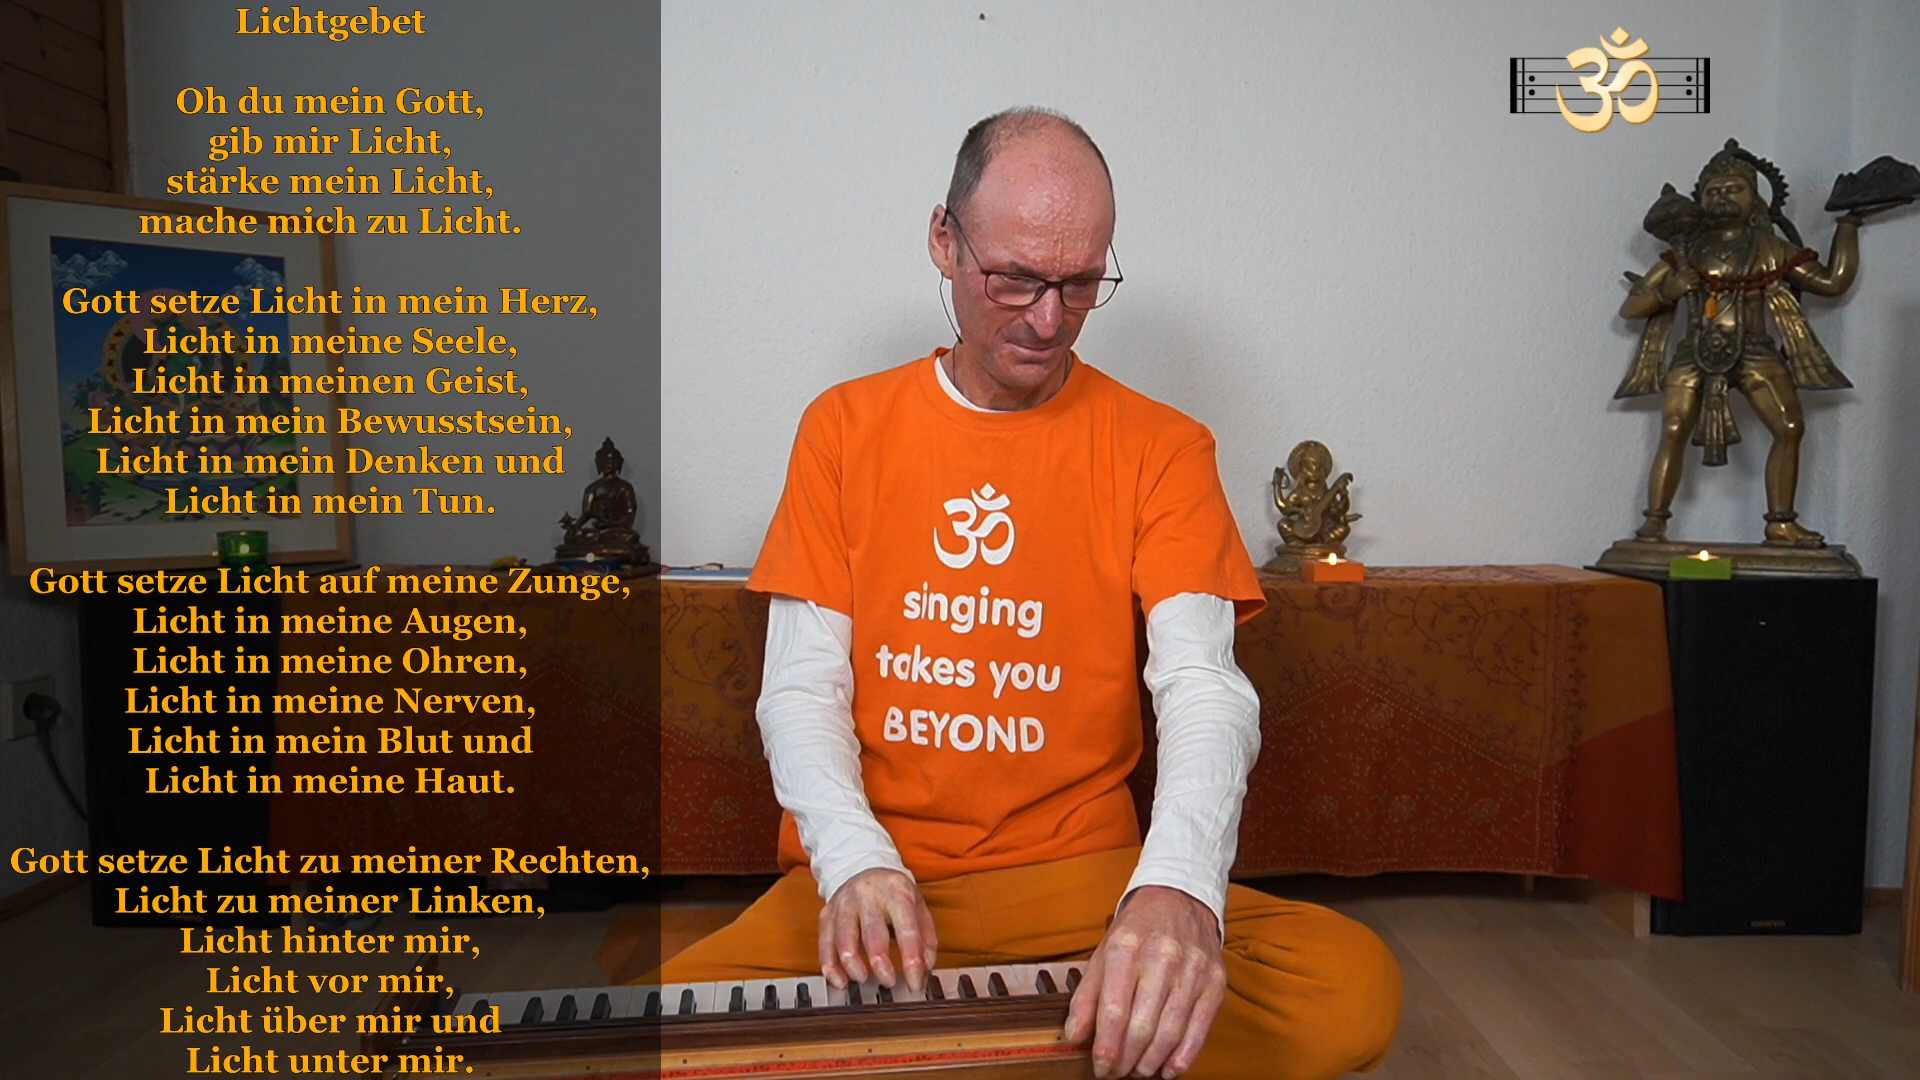 Lichtgebet
Oh du mein Gott,
gib mir Licht,
stärke mein Licht,
mache mich zu Licht.
Gott setze Licht in mein Herz,
Licht in meine Seele,
Licht in meinen Geist,
Licht in mein Bewusstsein,
Licht in mein Denken und
Licht in mein Tun.
Gott setze Licht auf meine Zunge,
Licht in meine Augen,
Licht in meine Ohren,
Licht in meine Nerven,
Licht in mein Blut und
Licht in meine Haut.
Gott setze Licht zu meiner Rechten,
Licht zu meiner Linken,
Licht hinter mir,
Licht vor mir,
Licht über mir und
Licht unter mir.
ॐ
ॐ
singing
takes you
BEYOND
ONKYO